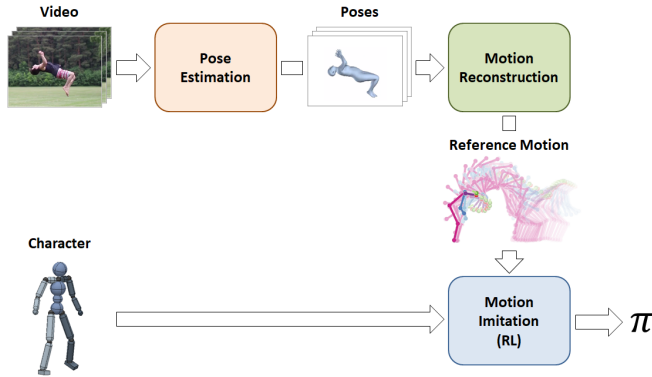 Video
Poses
Pose
Estimation
Motion
Reconstruction
Reference Motion
Character
Motion
Imitation
(RL)
π